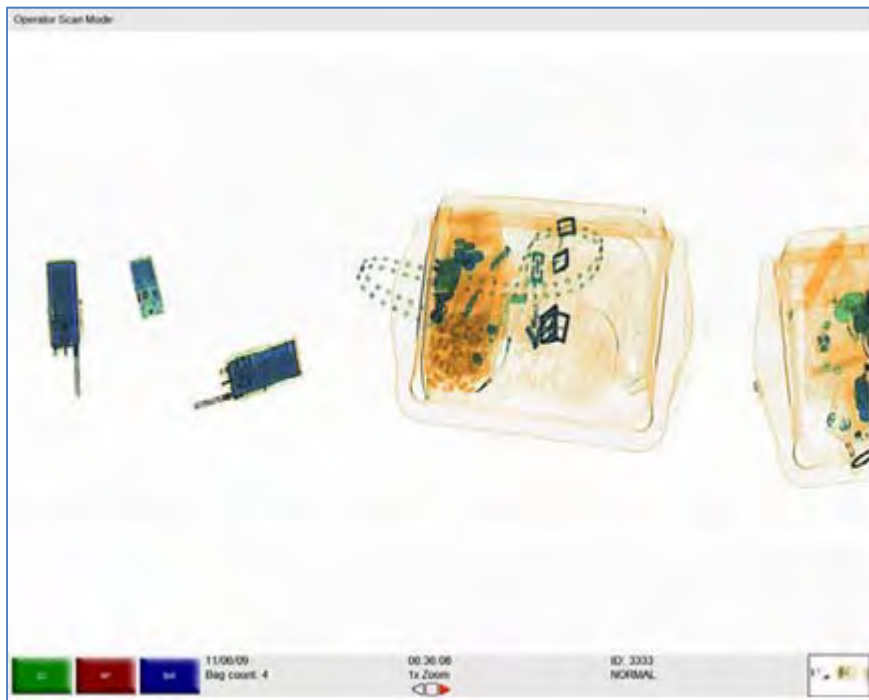 Operator Scan Mode
11/06/09
Bag count: 4
06:36:06
1x Zoom
ID: 3333
NORMAL